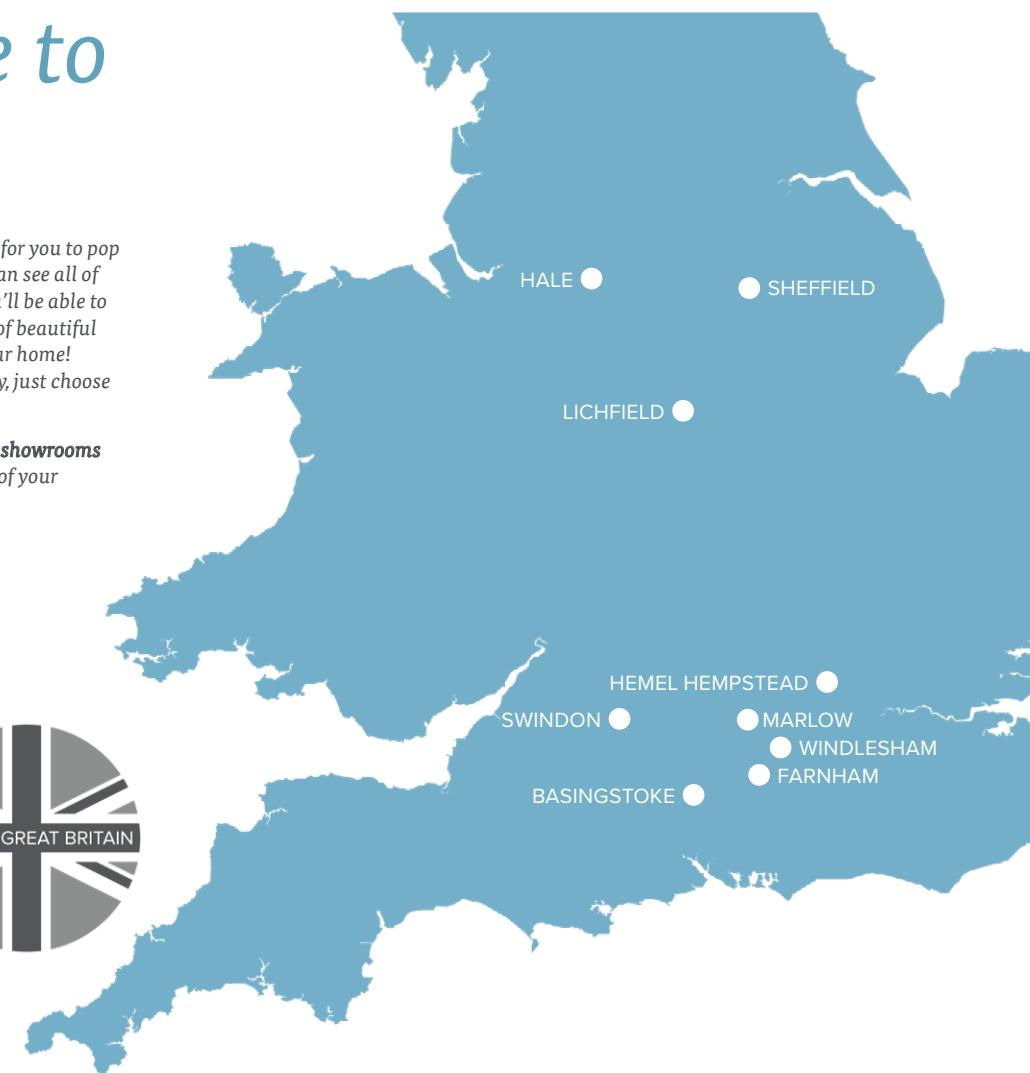 e to
for you to pop
an see all of
'll be able to
of beautiful
ur home!
y, just choose
showrooms
of your
HALE
SHEFFIELD
LICHFIELD
HEMEL HEMPSTEAD
SWINDON
MARLOW
WINDLESHAM
FARNHAM
BASINGSTOKE
GREAT BRITAIN